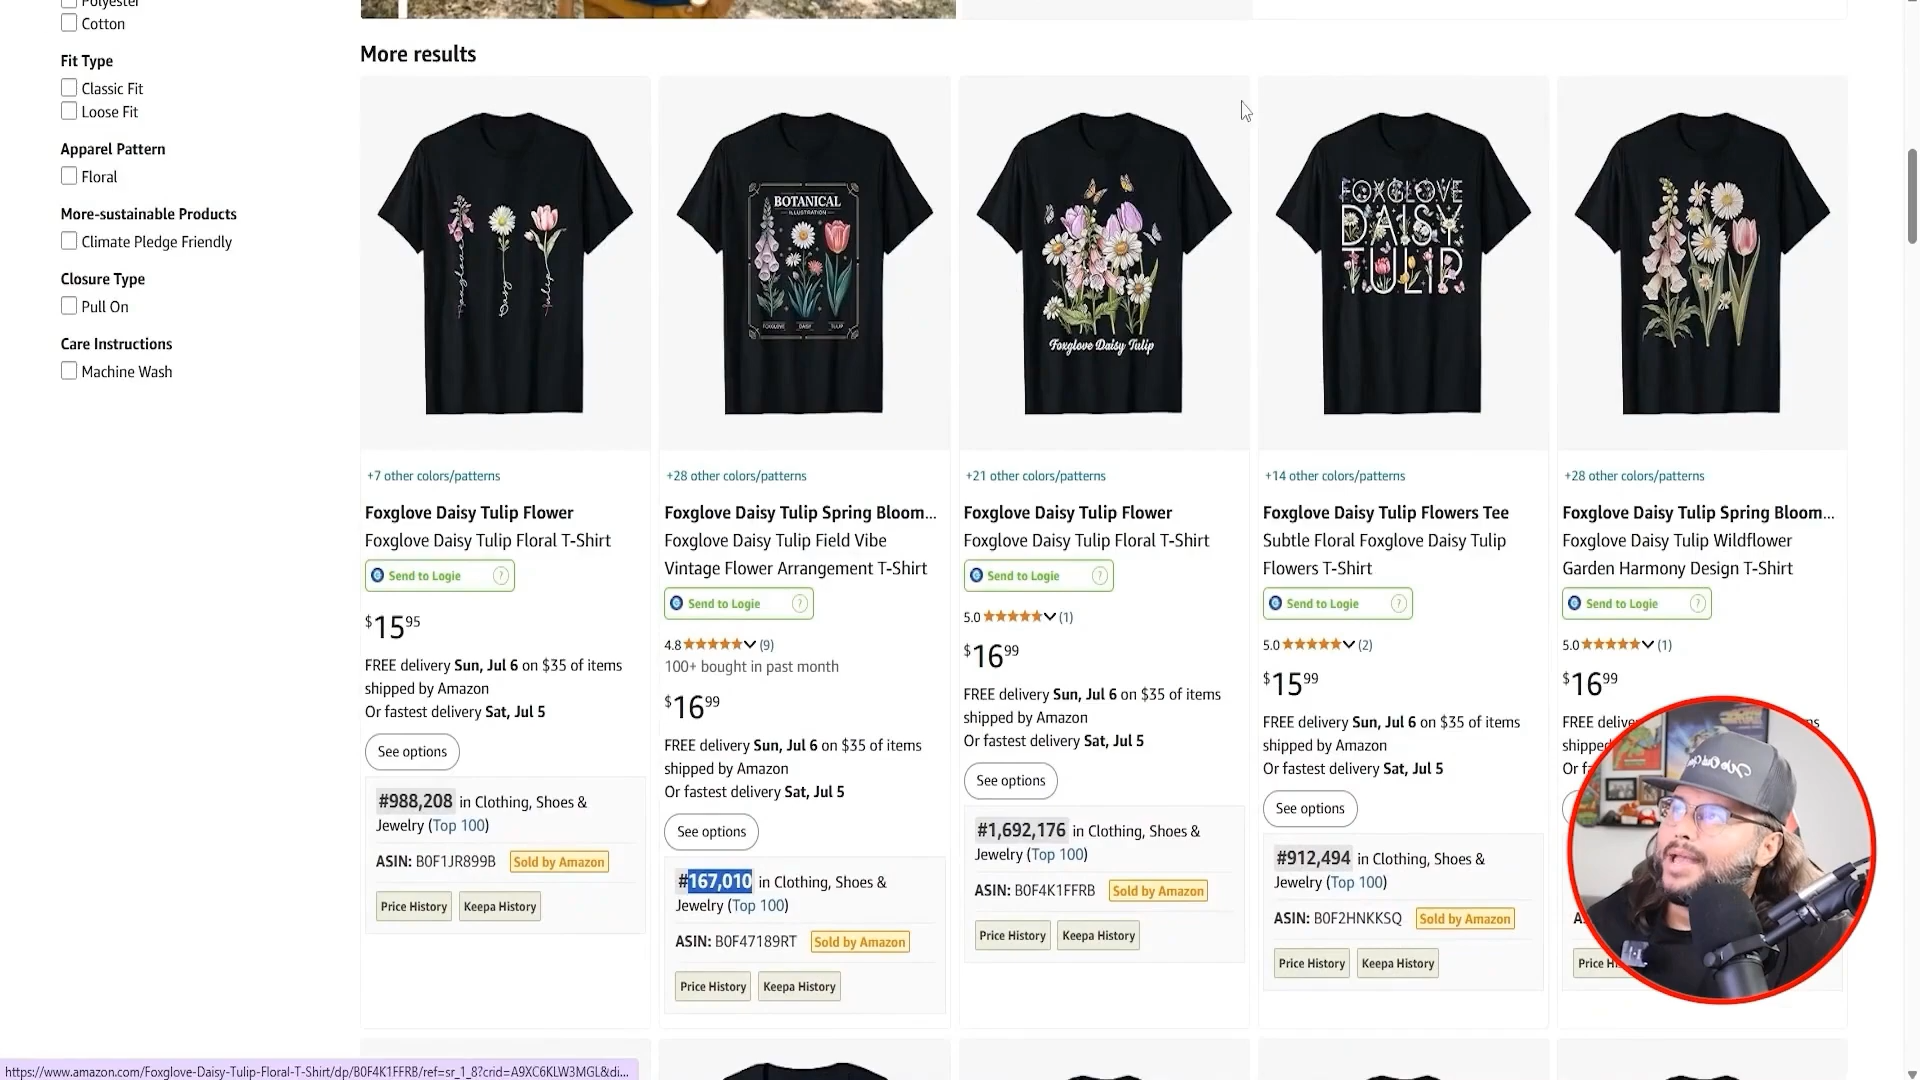 Polyester
Cotton
Fit Type
Classic Fit
Loose Fit
Apparel Pattern
Floral
More-sustainable Products
Climate Pledge Friendly
Closure Type
Pull On
Care Instructions
Machine Wash
More results
Foxglove Daisy Tulip
+7 other colors/patterns
Foxglove Daisy Tulip Flower
Foxglove Daisy Tulip Floral T-Shirt
Send to Logie ?
$15.95
FREE delivery Sun, Jul 6 on $35 of items
shipped by Amazon
Or fastest delivery Sat, Jul 5
See options
#988,208 in Clothing, Shoes &
Jewelry (Top 100)
ASIN: B0F1JR899B Sold by Amazon
Price History Keepa History
BOTANICAL
ILLUSTRATION
FOXGLOVE DAISY TULIP
+28 other colors/patterns
Foxglove Daisy Tulip Spring Bloom...
Foxglove Daisy Tulip Field Vibe
Vintage Flower Arrangement T-Shirt
Send to Logie ?
4.8 (9)
100+ bought in past month
$16.99
FREE delivery Sun, Jul 6 on $35 of items
shipped by Amazon
Or fastest delivery Sat, Jul 5
See options
#167,010 in Clothing, Shoes &
Jewelry (Top 100)
ASIN: B0F47189RT Sold by Amazon
Price History Keepa History
Foxglove Daisy Tulip
+21 other colors/patterns
Foxglove Daisy Tulip Flower
Foxglove Daisy Tulip Floral T-Shirt
Send to Logie ?
5.0 (1)
$16.99
FREE delivery Sun, Jul 6 on $35 of items
shipped by Amazon
Or fastest delivery Sat, Jul 5
See options
#1,692,176 in Clothing, Shoes &
Jewelry (Top 100)
ASIN: B0F4K1FFRB Sold by Amazon
Price History Keepa History
FOXGLOVE
DAISY
TULIP
+14 other colors/patterns
Foxglove Daisy Tulip Flowers Tee
Subtle Floral Foxglove Daisy Tulip
Flowers T-Shirt
Send to Logie ?
5.0 (2)
$15.99
FREE delivery Sun, Jul 6 on $35 of items
shipped by Amazon
Or fastest delivery Sat, Jul 5
See options
#912,494 in Clothing, Shoes &
Jewelry (Top 100)
ASIN: B0F2HNKKSQ Sold by Amazon
Price History Keepa History
+28 other colors/patterns
Foxglove Daisy Tulip Spring Bloom...
Foxglove Daisy Tulip Wildflower
Garden Harmony Design T-Shirt
Send to Logie ?
5.0 (1)
$16.99
FREE
Price
https://www.amazon.com/Foxglove-Daisy-Tulip-Floral-T-Shirt/dp/B0F4K1FFRB/ref=sr_1_8?crid=A9XC6KLW3MGL&di...